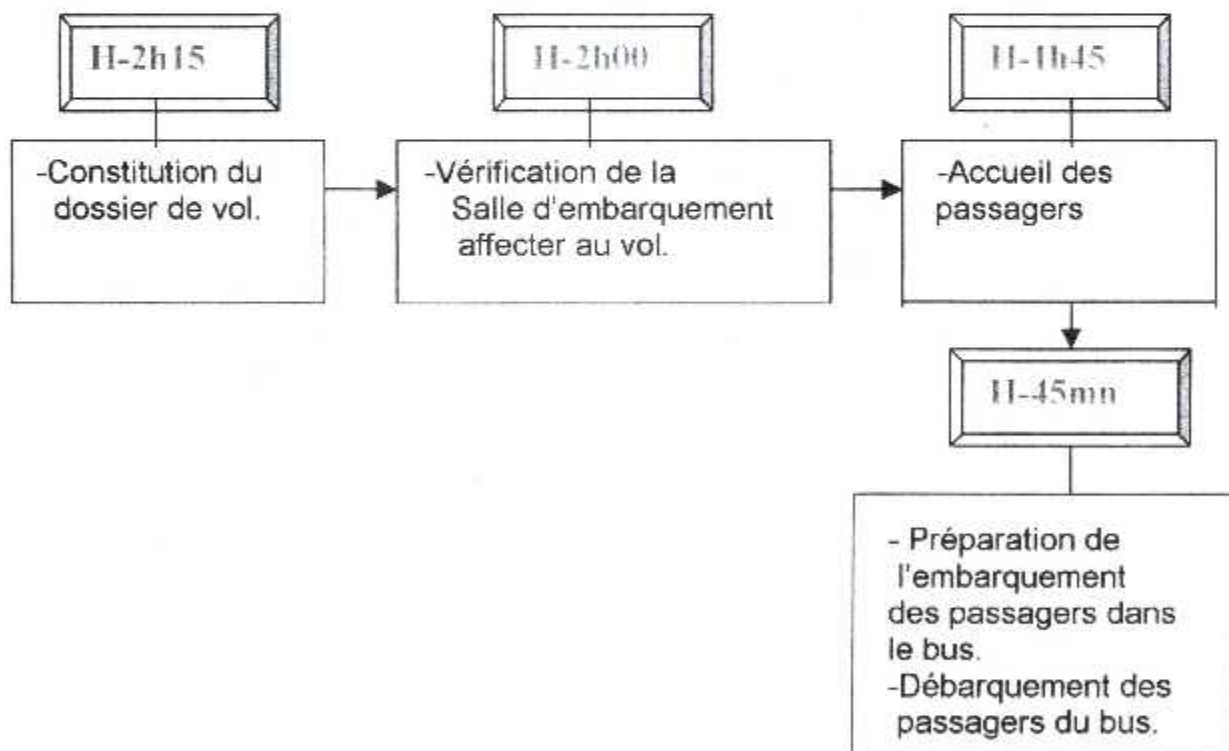 H-2h15
H-2h00
H-1h45
-Constitution du
dossier de vol.
-Vérification de la
Salle d'embarquement
affecter au vol.
-Accueil des
passagers
H-45mn
- Préparation de
l'embarquement
des passagers dans
le bus.
-Débarquement des
passagers du bus.